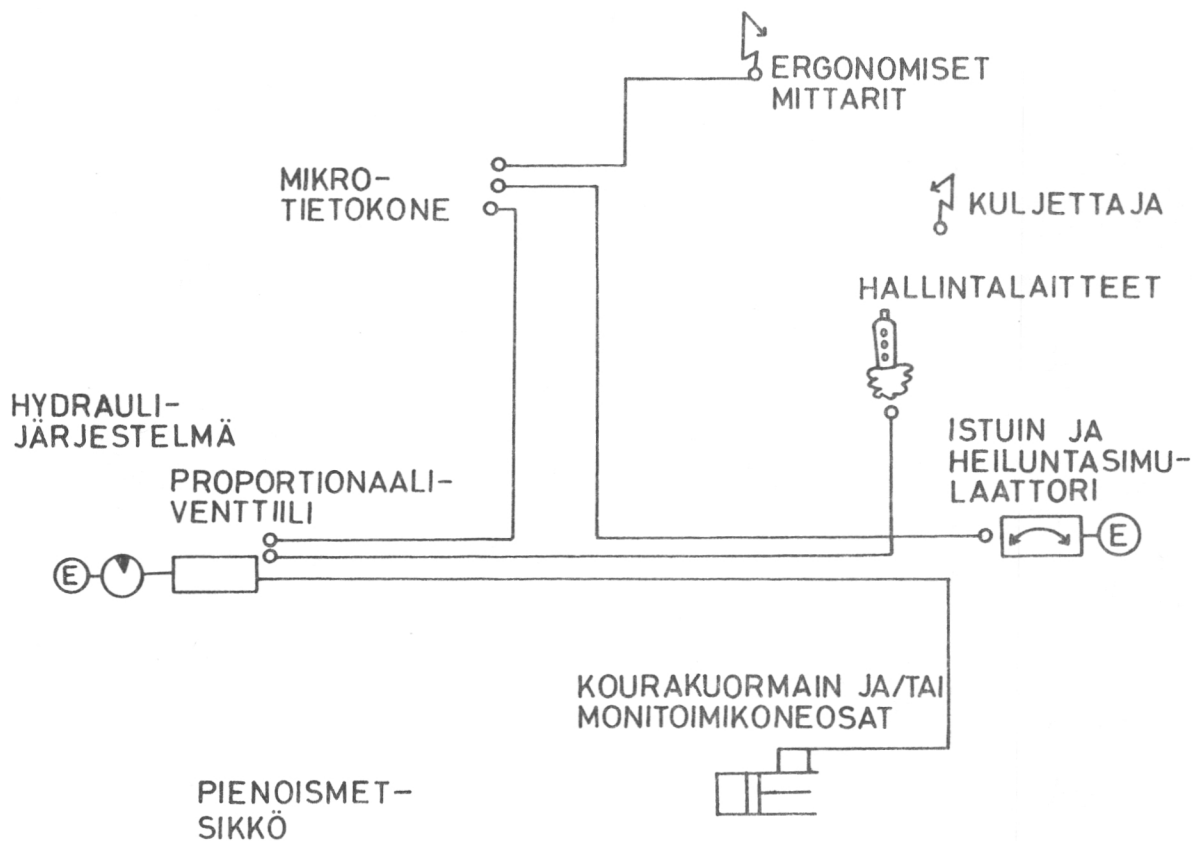 ERGONOMISET
MITTARIT
MIKRO-
TIETOKONE
KULJETTAJA
HALLINTALAITTEET
HYDRAULI-
JÄRJESTELMÄ
ISTUIN JA
HEILUNTASIMU-
LAATTORI
PROPORTIONAALI-
VENTTIILI
E
E
KOURAKUORMAIN JA/TAI
MONITOIMIKONEOSAT
PIENOISMET-
SIKKÖ